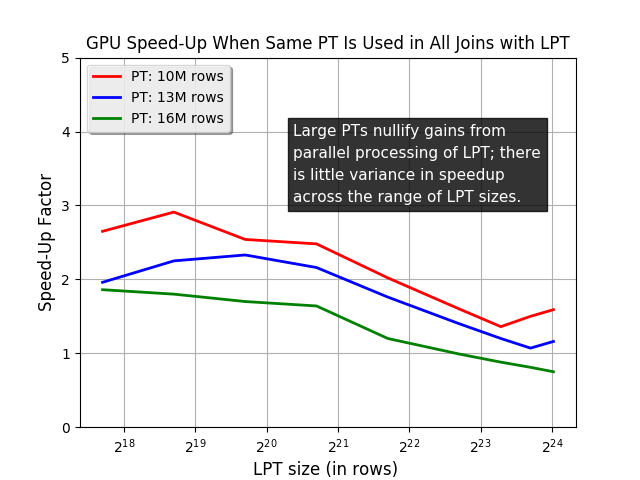 GPU Speed-Up When Same PT Is Used in All Joins with LPT
5
PT: 10M rows
PT: 13M rows
PT: 16M rows
4
Large PTs nullify gains from
parallel processing of LPT; there
is little variance in speedup
across the range of LPT sizes.
3
2
1
0
Speed-Up Factor
2^18 2^19 2^20 2^21 2^22 2^23 2^24
LPT size (in rows)